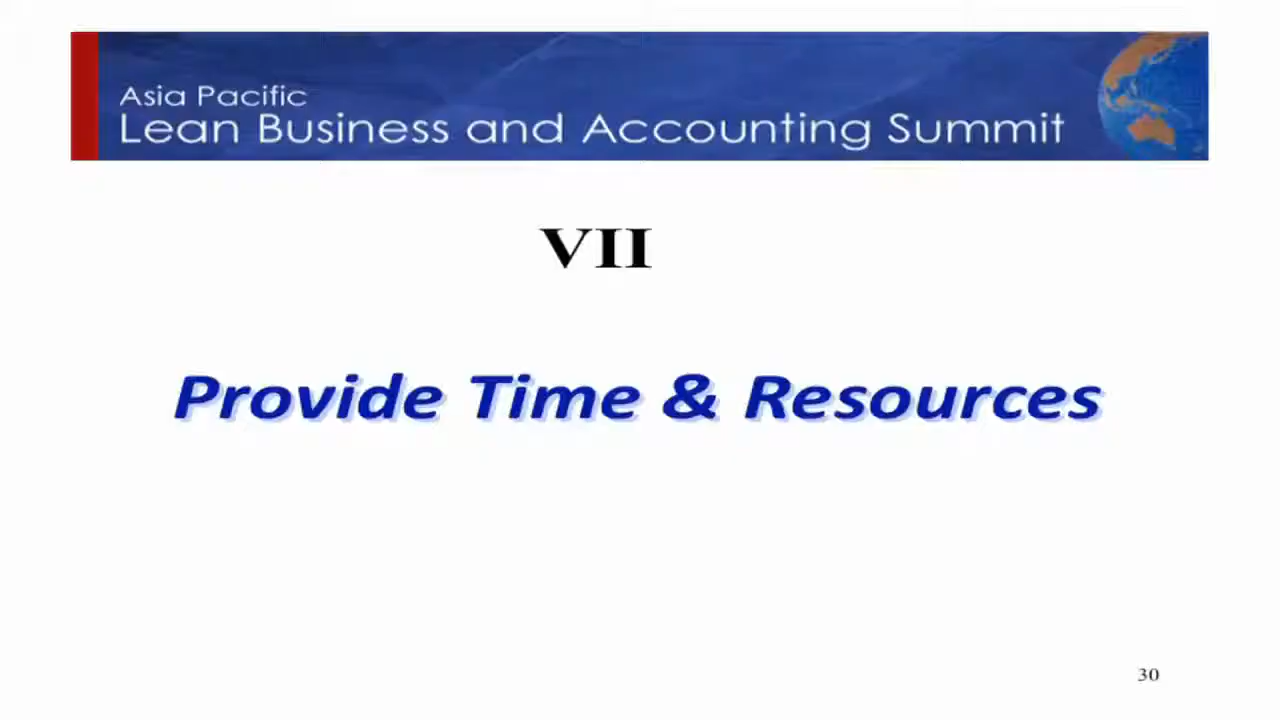 Asia Pacific
Lean Business and Accounting Summit
VII
Provide Time & Resources
30